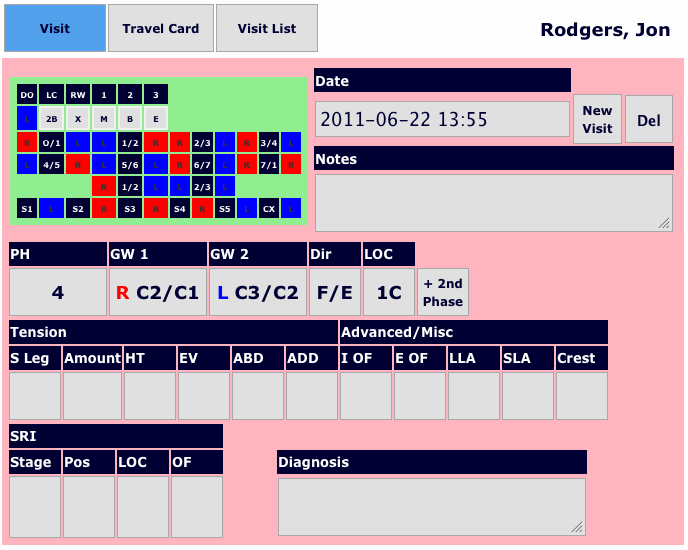 Visit Travel Card Visit List Rodgers, Jon
Date
2011-06-22 13:55 New Visit Del
Notes
DO LC RW 1 2 3
L 2B X M B E
R O/1 L L 1/2 R R 2/3 L R 3/4 L
L 4/5 R L 5/6 L R 6/7 L R 7/1 R
R 1/2 L L 2/3 L
S1 L S2 R S3 R S4 R S5 L CX L
PH GW 1 GW 2 Dir LOC
4 R C2/C1 L C3/C2 F/E 1C + 2nd Phase
Tension Advanced/Misc
S Leg Amount HT EV ABD ADD I OF E OF LLA SLA Crest
SRI
Stage Pos LOC OF Diagnosis